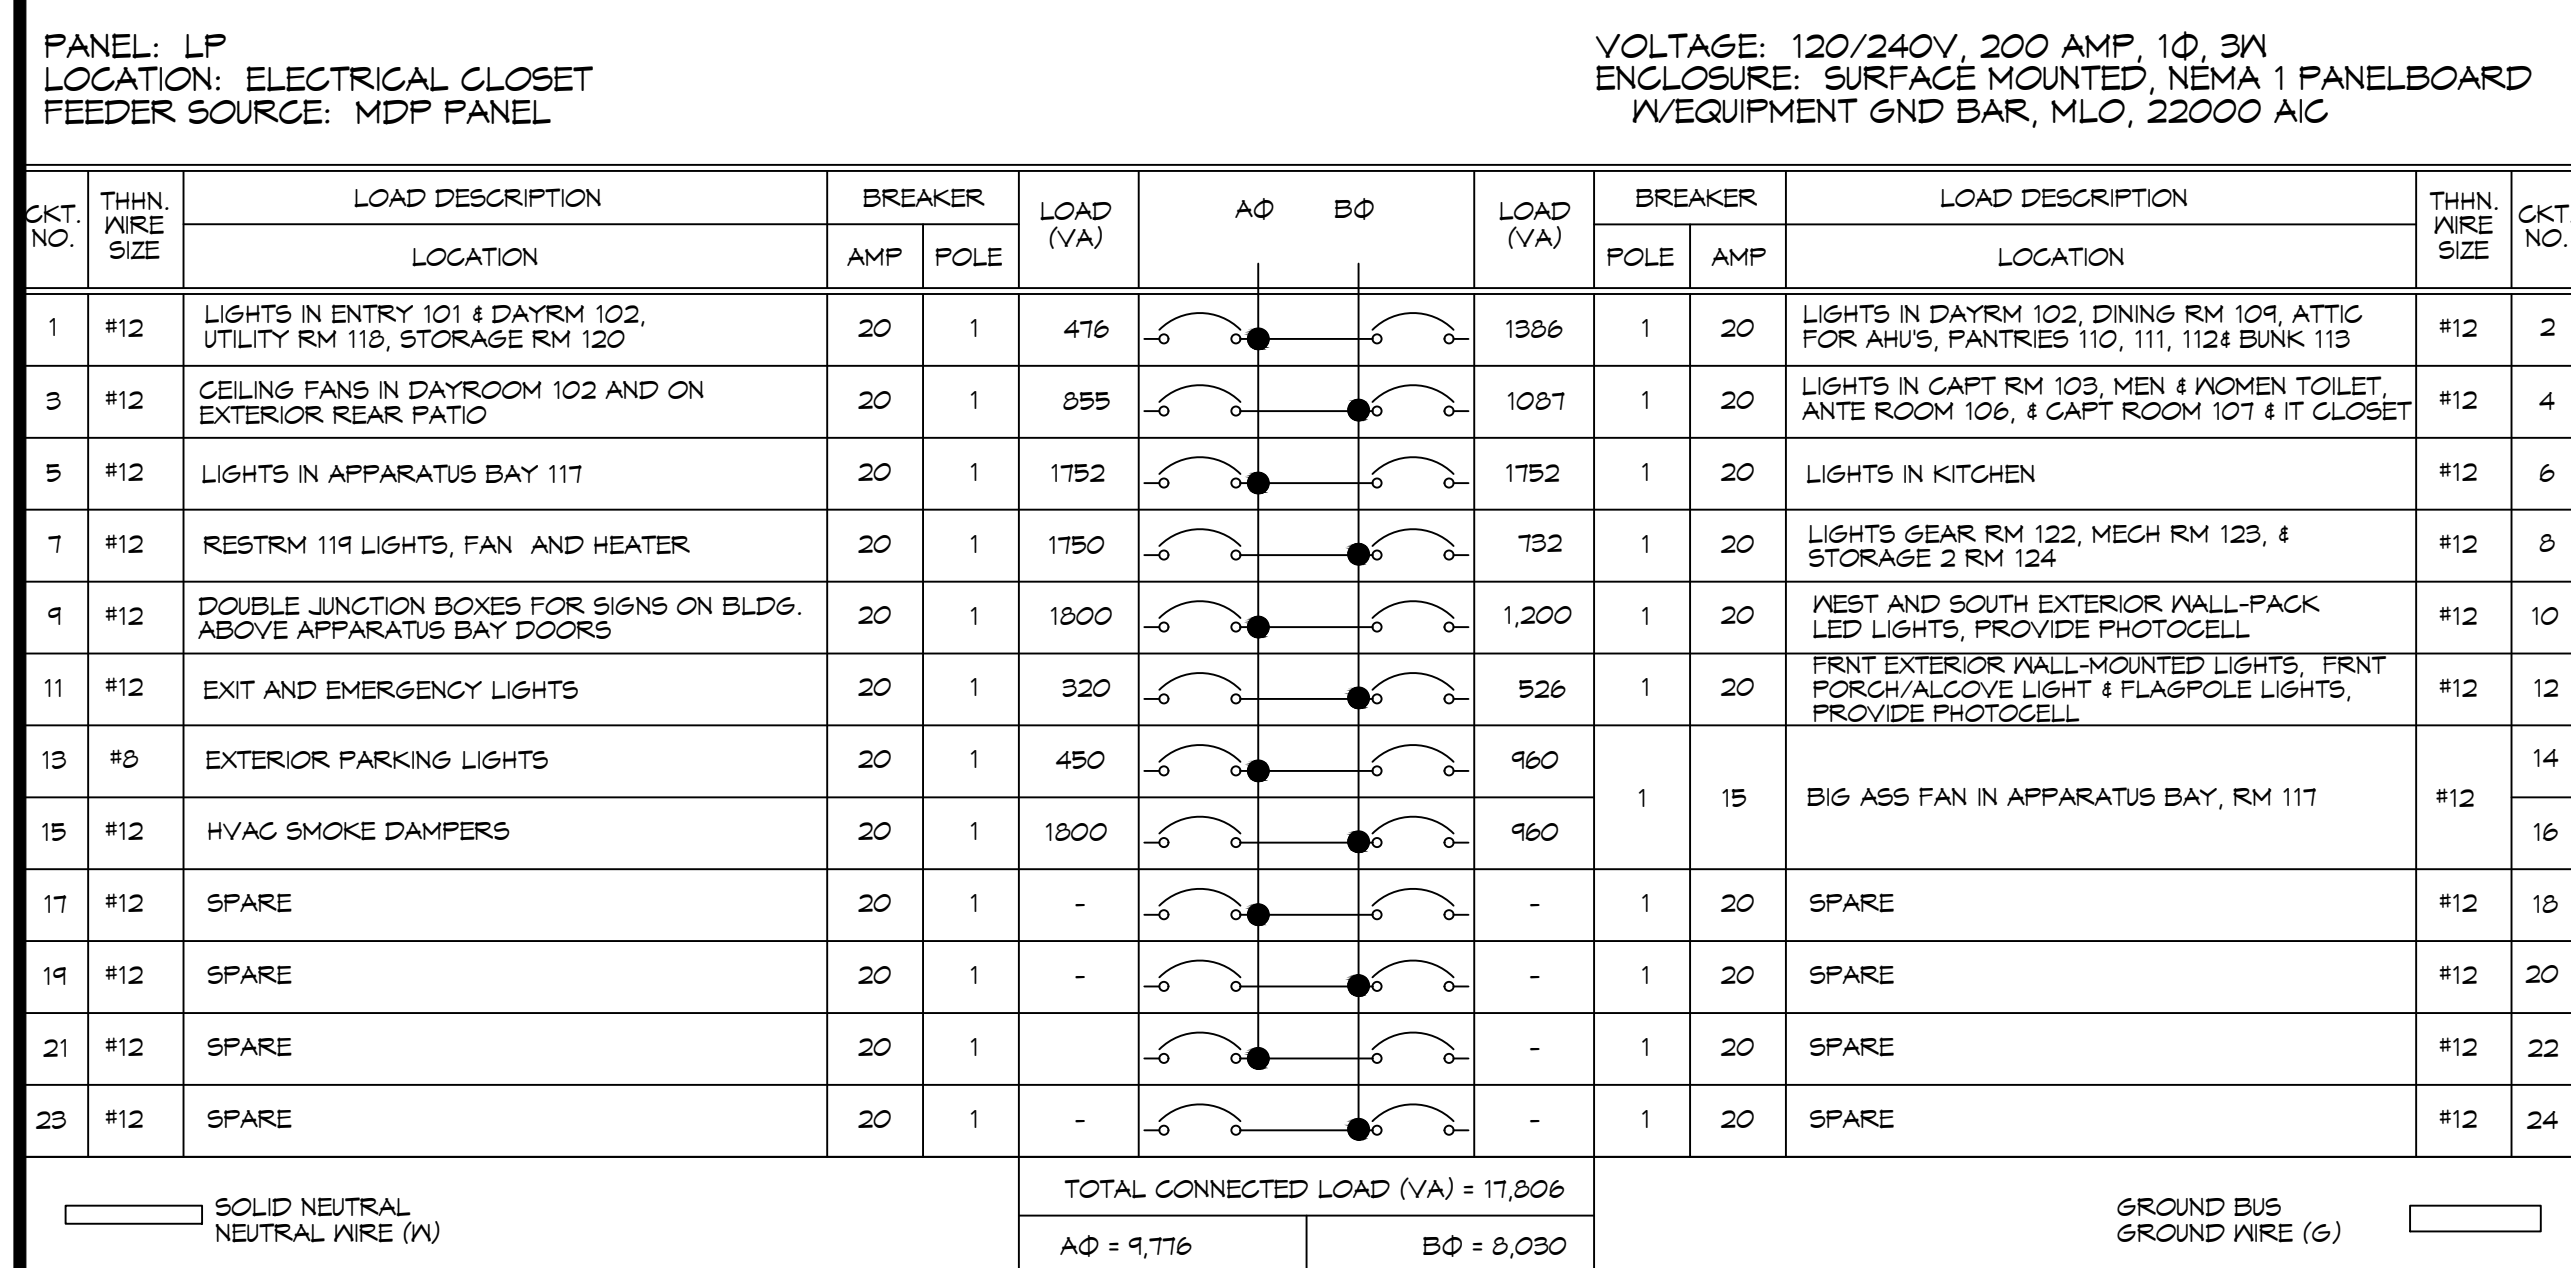 PANEL: LP
LOCATION: ELECTRICAL CLOSET
FEEDER SOURCE: MDP PANEL
VOLTAGE: 120/240V, 200 AMP, 1Φ, 3W
ENCLOSURE: SURFACE MOUNTED, NEMA 1 PANELBOARD
W/EQUIPMENT GND BAR, MLO, 22000 AIC
CKT. NO. THHN. WIRE SIZE LOAD DESCRIPTION LOCATION BREAKER AMP POLE LOAD (VA) AΦ BΦ LOAD (VA) BREAKER POLE AMP LOAD DESCRIPTION LOCATION THHN. WIRE SIZE CKT. NO.
1 #12 LIGHTS IN ENTRY 101 & DAYRM 102,
UTILITY RM 118, STORAGE RM 120 20 1 476
1386 1 20 LIGHTS IN DAYRM 102, DINING RM 109, ATTIC
FOR AHU'S, PANTRIES 110, 111, 112& BUNK 113 #12 2
3 #12 CEILING FANS IN DAYROOM 102 AND ON
EXTERIOR REAR PATIO 20 1 855
1087 1 20 LIGHTS IN CAPT RM 103, MEN & WOMEN TOILET,
ANTE ROOM 106, & CAPT ROOM 107 & IT CLOSET #12 4
5 #12 LIGHTS IN APPARATUS BAY 117 20 1 1752 1752 1 20 LIGHTS IN KITCHEN #12 6
7 #12 RESTRM 119 LIGHTS, FAN AND HEATER 20 1 1750
732 1 20 LIGHTS GEAR RM 122, MECH RM 123, &
STORAGE 2 RM 124 #12 8
9 #12 DOUBLE JUNCTION BOXES FOR SIGNS ON BLDG.
ABOVE APPARATUS BAY DOORS 20 1 1800
1,200 1 20 WEST AND SOUTH EXTERIOR WALL-PACK
LED LIGHTS, PROVIDE PHOTOCELL #12 10
11 #12 EXIT AND EMERGENCY LIGHTS 20 1 320
526 1 20 FRNT EXTERIOR WALL-MOUNTED LIGHTS, FRNT
PORCH/ALCOVE LIGHT & FLAGPOLE LIGHTS,
PROVIDE PHOTOCELL #12 12
13 #8 EXTERIOR PARKING LIGHTS 20 1 450 960 14
1 15 BIG ASS FAN IN APPARATUS BAY, RM 117 #12
15 #12 HVAC SMOKE DAMPERS 20 1 1800 960 16
17 #12 SPARE 20 1 - - 1 20 SPARE #12 18
19 #12 SPARE 20 1 - - 1 20 SPARE #12 20
21 #12 SPARE 20 1 - 1 20 SPARE #12 22
23 #12 SPARE 20 1 - - 1 20 SPARE #12 24
SOLID NEUTRAL
NEUTRAL WIRE (W)
TOTAL CONNECTED LOAD (VA) = 17,806
AΦ = 9,776 BΦ = 8,030
GROUND BUS
GROUND WIRE (G)